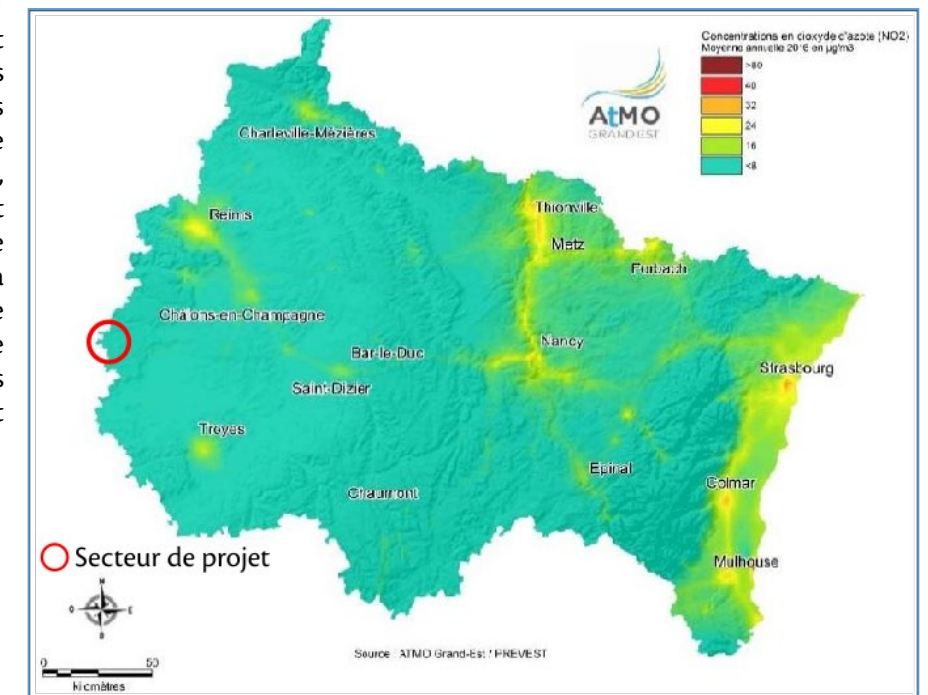 t
s
s
e
,
t
e
a
e
e
s
t
Concentrations en dioxyde d'azote (NO2)
Moyenne annuelle 2016 en µg/m3
>80
40
32
24
16
<8
AtMO
GRAND EST
Charleville-Mézières
Reims
Thionville
Metz
Forbach
Châlons-en-Champagne
Nancy
Bar-le-Duc
Strasbourg
Saint-Dizier
Troyes
Epinal
Chaumont
Colmar
Mulhouse
Secteur de projet
N
O
E
Source : ATMO Grand-Est / PREVEST
0 50
kilomètres